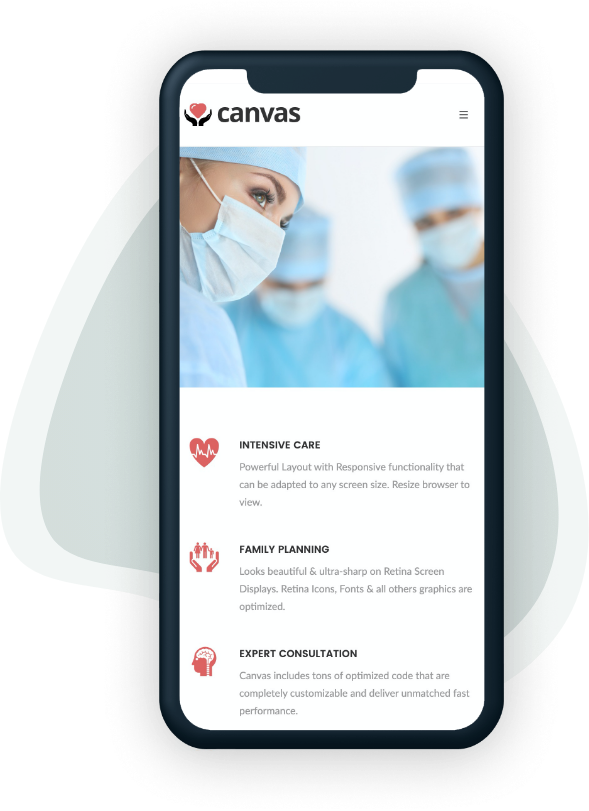 canvas
INTENSIVE CARE
Powerful Layout with Responsive functionality that
can be adapted to any screen size. Resize browser to
view.
FAMILY PLANNING
Looks beautiful & ultra-sharp on Retina Screen
Displays. Retina Icons, Fonts & all others graphics are
optimized.
EXPERT CONSULTATION
Canvas includes tons of optimized code that are
completely customizable and deliver unmatched fast
performance.